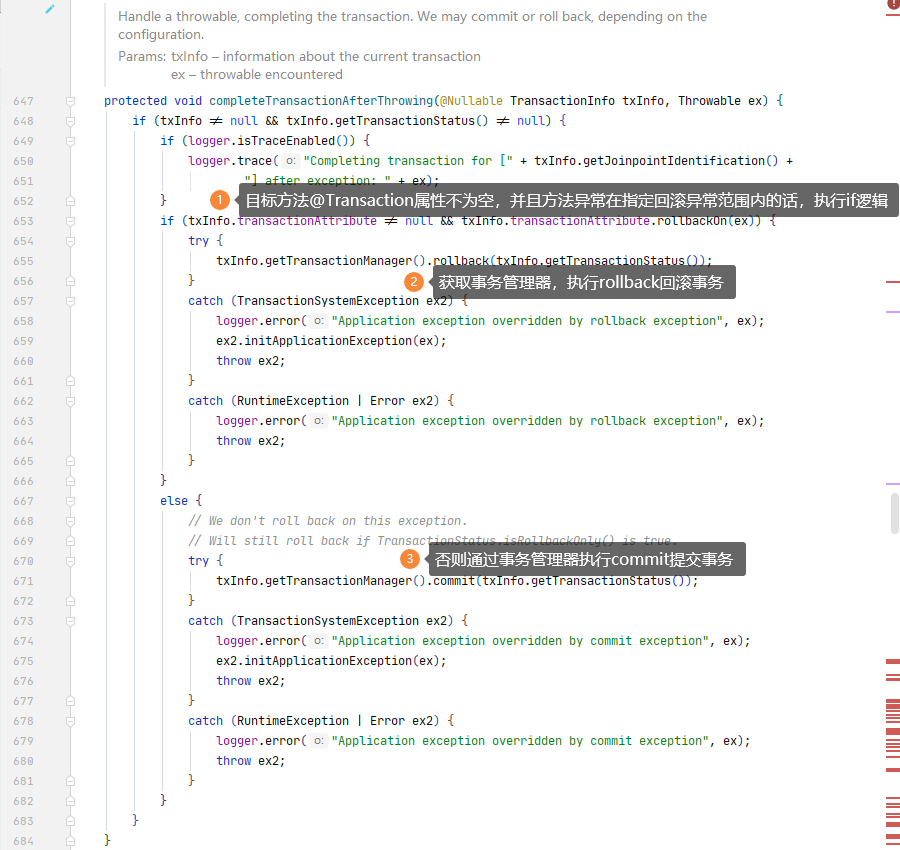 Handle a throwable, completing the transaction. We may commit or roll back, depending on the
configuration.
Params: txInfo – information about the current transaction
ex – throwable encountered
647 protected void completeTransactionAfterThrowing(@Nullable TransactionInfo txInfo, Throwable ex) {
648 if (txInfo ≠ null && txInfo.getTransactionStatus() ≠ null) {
649 if (logger.isTraceEnabled()) {
650 logger.trace( o: "Completing transaction for [" + txInfo.getJoinpointIdentification() +
651 "] after exception: " + ex);
652 }
1 目标方法@Transaction属性不为空，并且方法异常在指定回滚异常范围内的话，执行if逻辑
653 if (txInfo.transactionAttribute ≠ null && txInfo.transactionAttribute.rollbackOn(ex)) {
654 try {
655 txInfo.getTransactionManager().rollback(txInfo.getTransactionStatus());
656 }
2 获取事务管理器，执行rollback回滚事务
657 catch (TransactionSystemException ex2) {
658 logger.error( o: "Application exception overridden by rollback exception", ex);
659 ex2.initApplicationException(ex);
660 throw ex2;
661 }
662 catch (RuntimeException | Error ex2) {
663 logger.error( o: "Application exception overridden by rollback exception", ex);
664 throw ex2;
665 }
666 }
667 else {
668 // We don't roll back on this exception.
669 // Will still roll back if TransactionStatus.isRollbackOnly() is true.
670 try {
3 否则通过事务管理器执行commit提交事务
671 txInfo.getTransactionManager().commit(txInfo.getTransactionStatus());
672 }
673 catch (TransactionSystemException ex2) {
674 logger.error( o: "Application exception overridden by commit exception", ex);
675 ex2.initApplicationException(ex);
676 throw ex2;
677 }
678 catch (RuntimeException | Error ex2) {
679 logger.error( o: "Application exception overridden by commit exception", ex);
680 throw ex2;
681 }
682 }
683 }
684 }